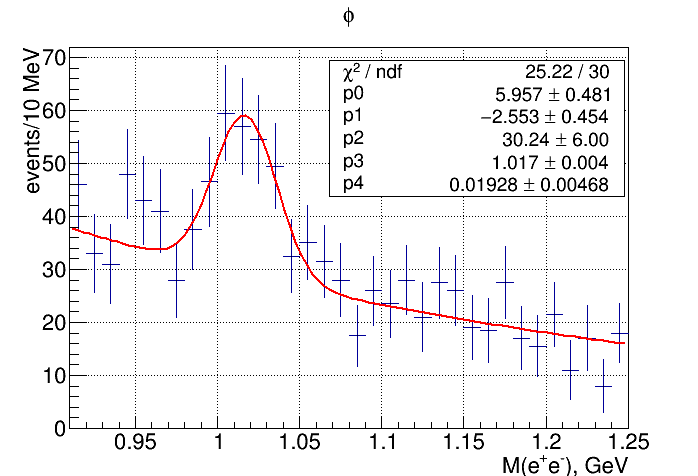 ϕ
events/10 MeV
χ² / ndf 25.22 / 30
p0 5.957 ± 0.481
p1 −2.553 ± 0.454
p2 30.24 ± 6.00
p3 1.017 ± 0.004
p4 0.01928 ± 0.00468
70
60
50
40
30
20
10
0
0.95 1 1.05 1.1 1.15 1.2 1.25
M(e⁺e⁻), GeV